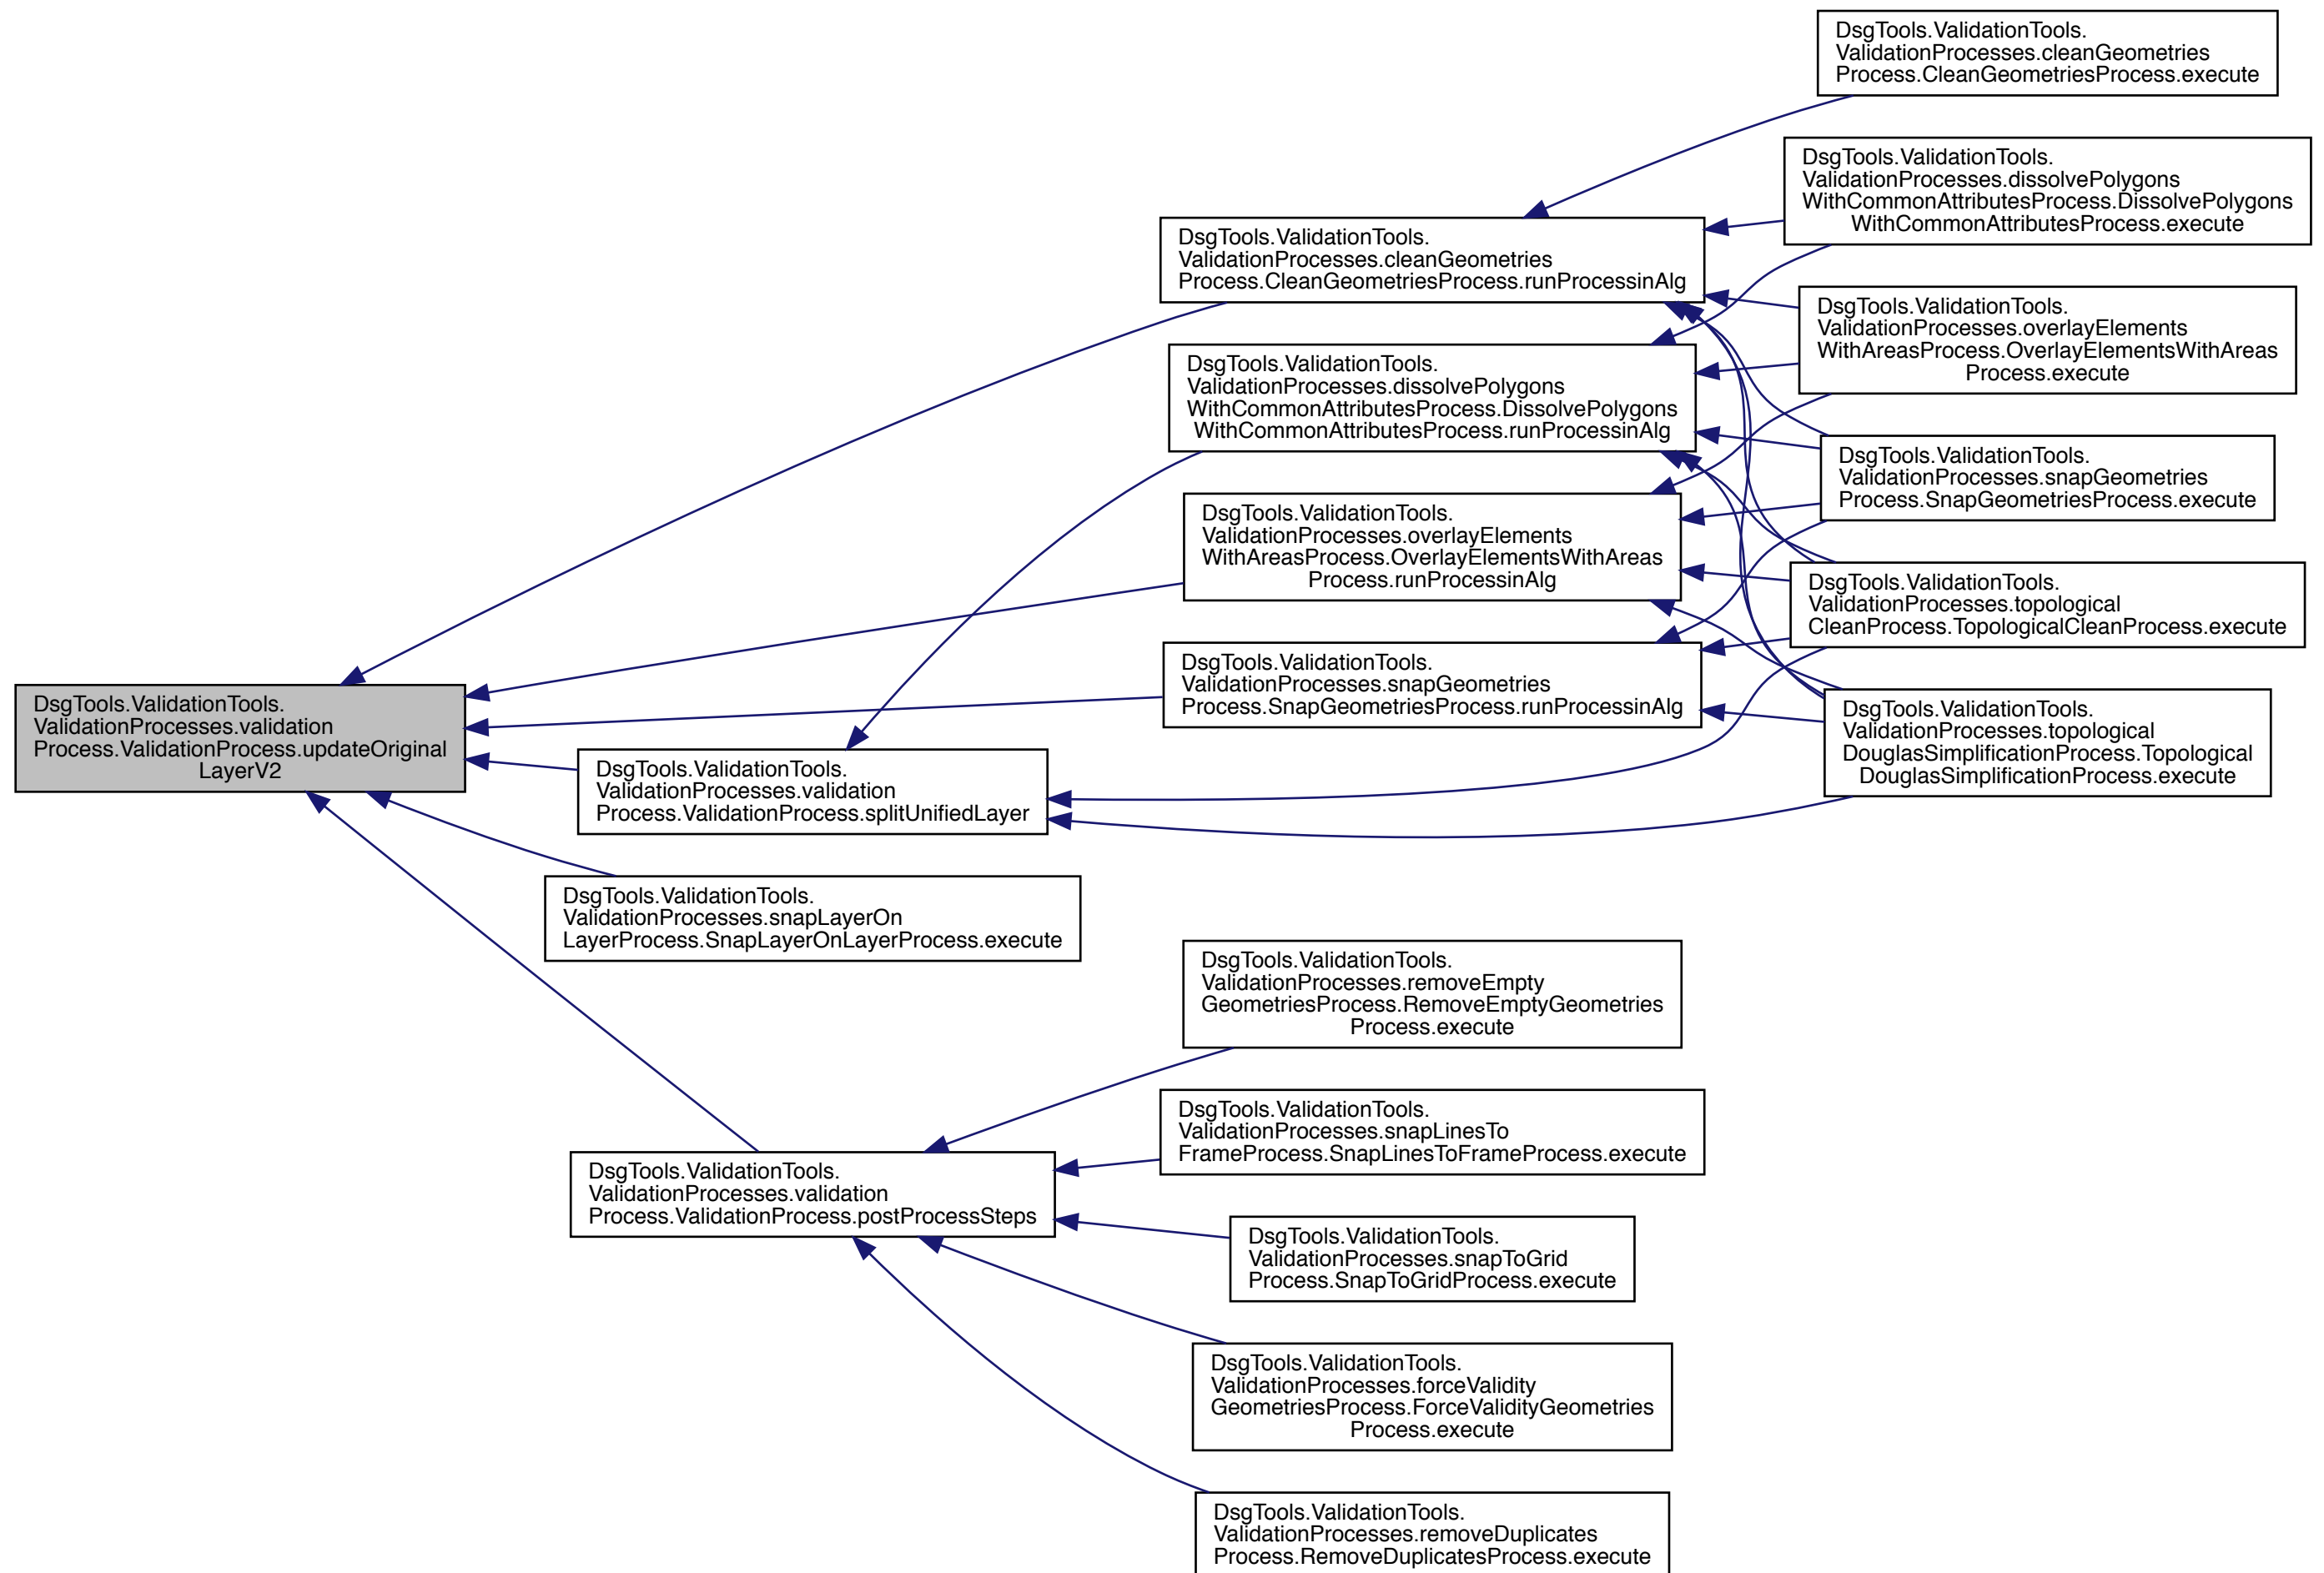 DsgTools.ValidationTools.
ValidationProcesses.cleanGeometries
Process.CleanGeometriesProcess.execute
DsgTools.ValidationTools.
ValidationProcesses.dissolvePolygons
WithCommonAttributesProcess.DissolvePolygons
WithCommonAttributesProcess.execute
DsgTools.ValidationTools.
ValidationProcesses.cleanGeometries
Process.CleanGeometriesProcess.runProcessinAlg
DsgTools.ValidationTools.
ValidationProcesses.overlayElements
WithAreasProcess.OverlayElementsWithAreas
Process.execute
DsgTools.ValidationTools.
ValidationProcesses.dissolvePolygons
WithCommonAttributesProcess.DissolvePolygons
WithCommonAttributesProcess.runProcessinAlg
DsgTools.ValidationTools.
ValidationProcesses.snapGeometries
Process.SnapGeometriesProcess.execute
DsgTools.ValidationTools.
ValidationProcesses.overlayElements
WithAreasProcess.OverlayElementsWithAreas
Process.runProcessinAlg
DsgTools.ValidationTools.
ValidationProcesses.topological
CleanProcess.TopologicalCleanProcess.execute
DsgTools.ValidationTools.
ValidationProcesses.snapGeometries
Process.SnapGeometriesProcess.runProcessinAlg
DsgTools.ValidationTools.
ValidationProcesses.validation
Process.ValidationProcess.updateOriginal
LayerV2
DsgTools.ValidationTools.
ValidationProcesses.topological
DouglasSimplificationProcess.Topological
DouglasSimplificationProcess.execute
DsgTools.ValidationTools.
ValidationProcesses.validation
Process.ValidationProcess.splitUnifiedLayer
DsgTools.ValidationTools.
ValidationProcesses.snapLayerOn
LayerProcess.SnapLayerOnLayerProcess.execute
DsgTools.ValidationTools.
ValidationProcesses.removeEmpty
GeometriesProcess.RemoveEmptyGeometries
Process.execute
DsgTools.ValidationTools.
ValidationProcesses.snapLinesTo
FrameProcess.SnapLinesToFrameProcess.execute
DsgTools.ValidationTools.
ValidationProcesses.validation
Process.ValidationProcess.postProcessSteps
DsgTools.ValidationTools.
ValidationProcesses.snapToGrid
Process.SnapToGridProcess.execute
DsgTools.ValidationTools.
ValidationProcesses.forceValidity
GeometriesProcess.ForceValidityGeometries
Process.execute
DsgTools.ValidationTools.
ValidationProcesses.removeDuplicates
Process.RemoveDuplicatesProcess.execute